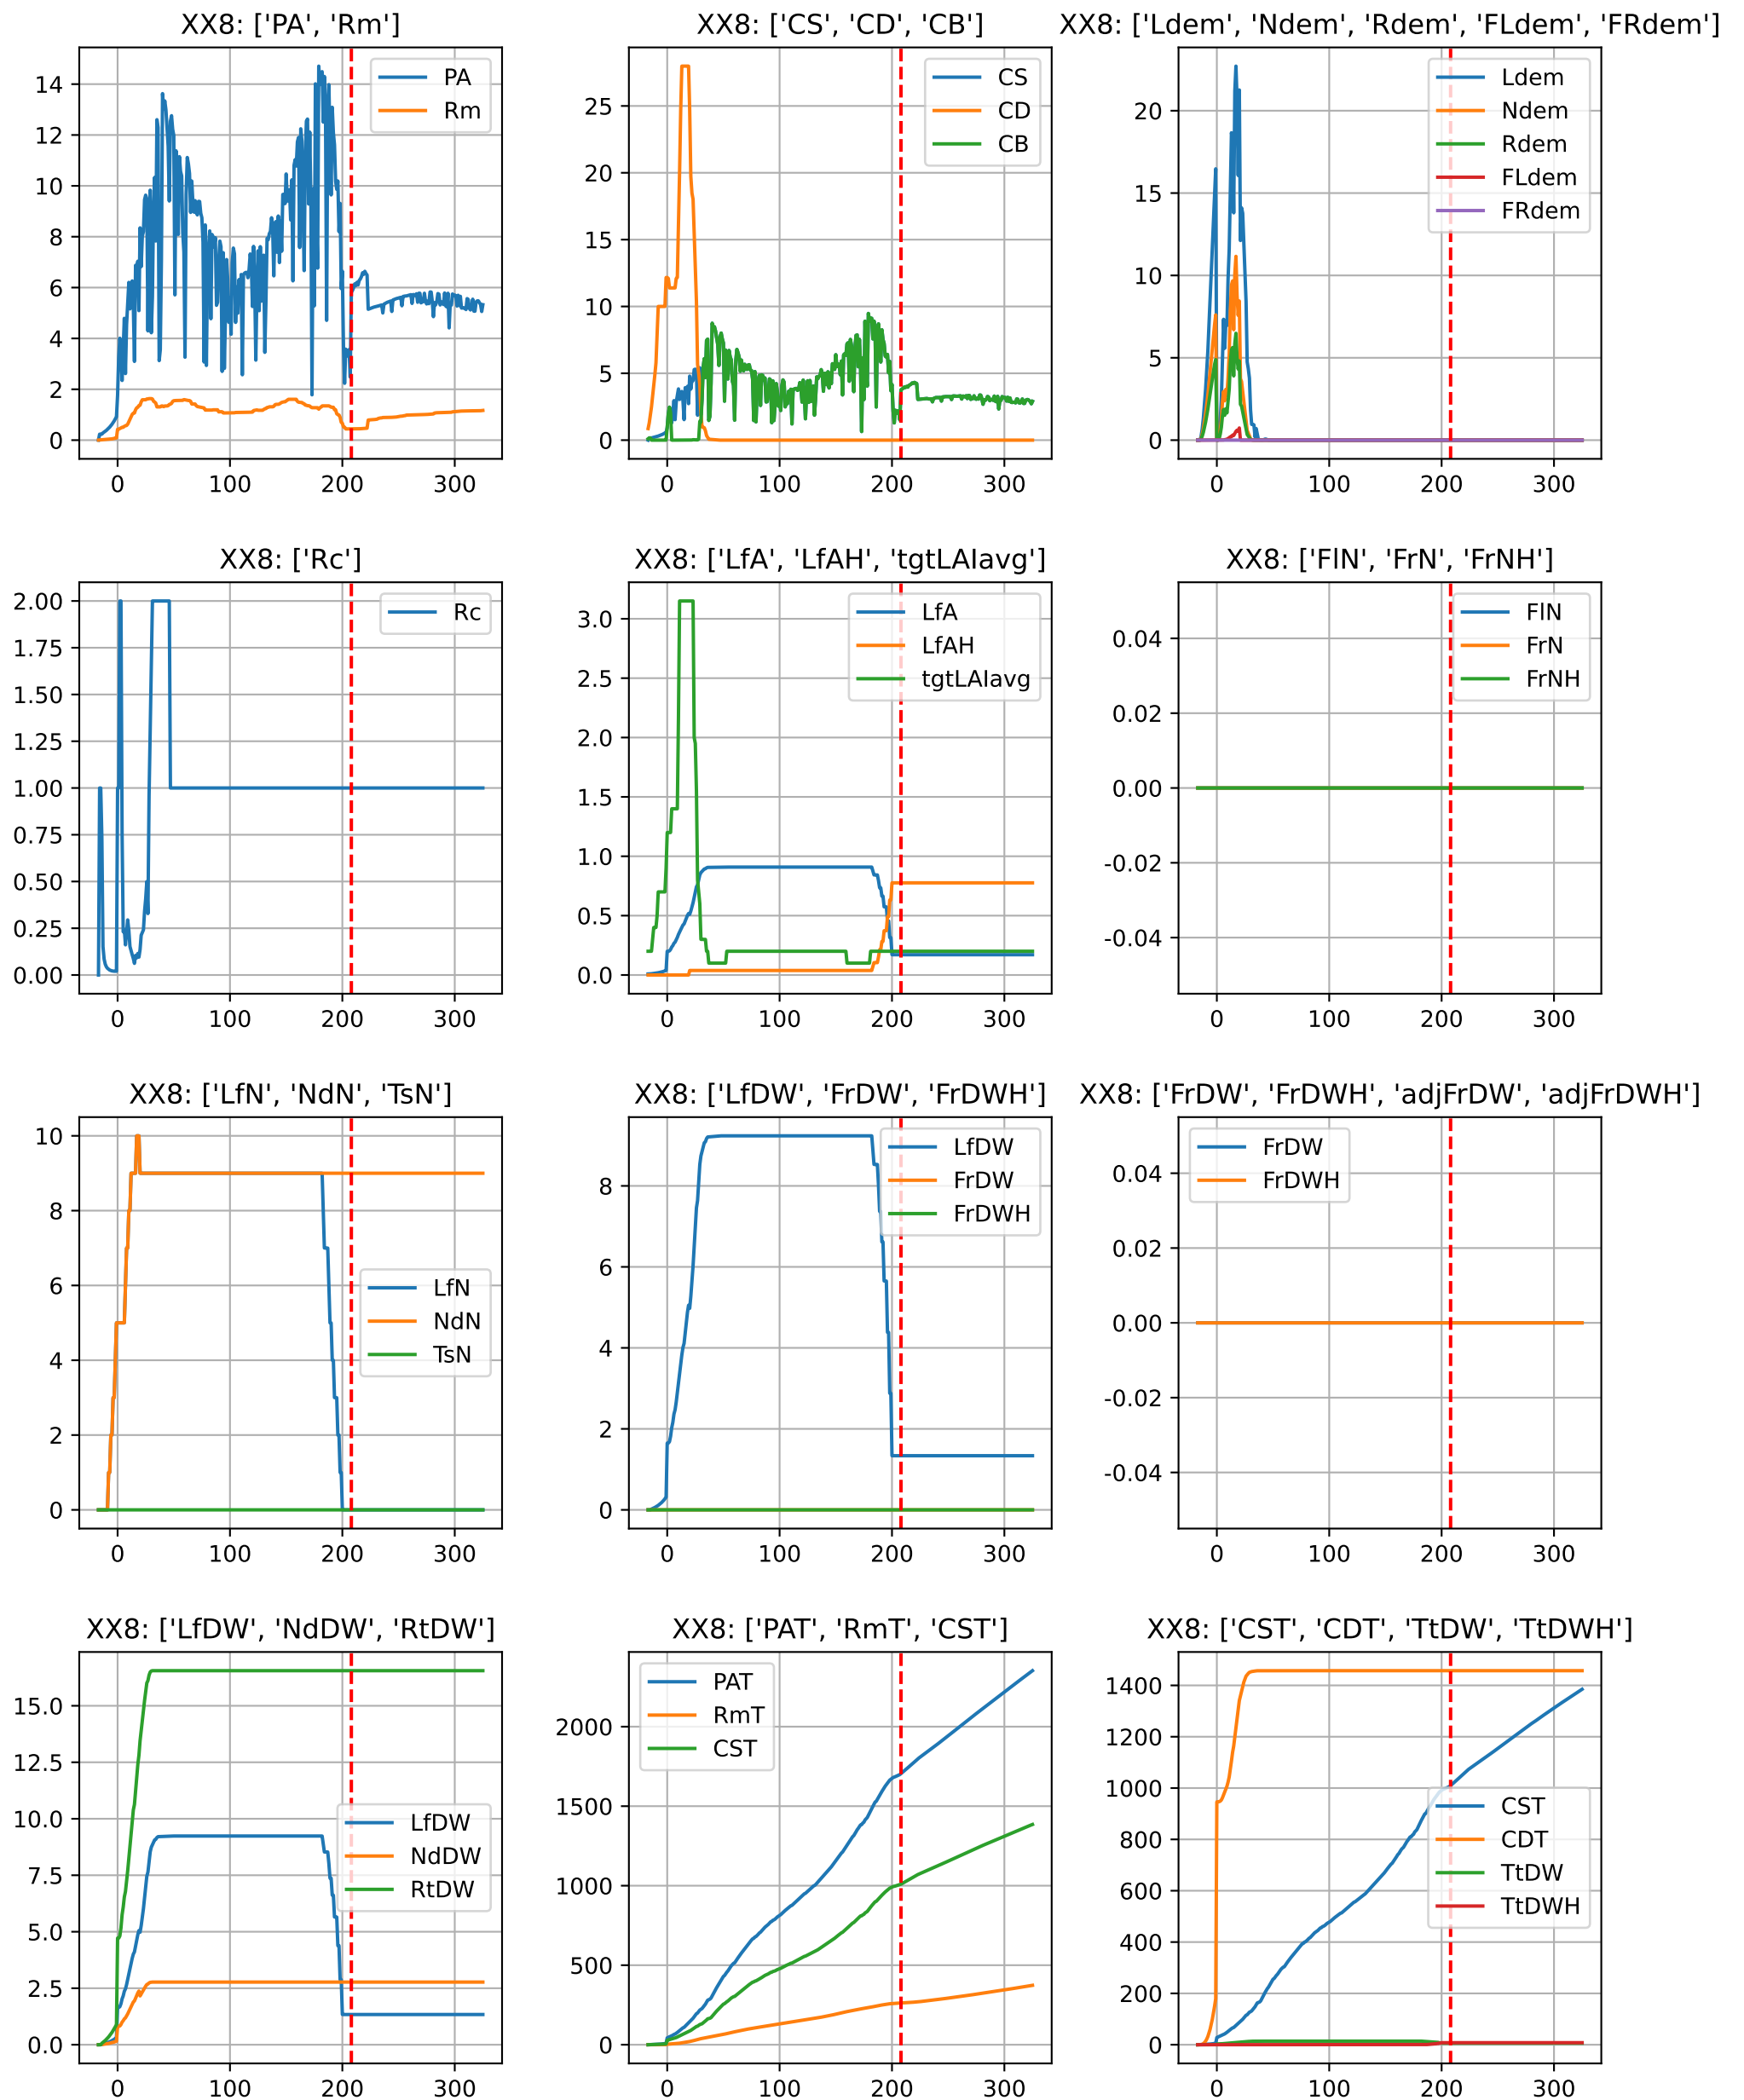 XX8: ['PA', 'Rm']
14
12
10
8
6
4
2
0
0 100 200 300
PA
Rm
XX8: ['CS', 'CD', 'CB']
25
20
15
10
5
0
0 100 200 300
CS
CD
CB
XX8: ['Ldem', 'Ndem', 'Rdem', 'FLdem', 'FRdem']
20
15
10
5
0
0 100 200 300
Ldem
Ndem
Rdem
FLdem
FRdem
XX8: ['Rc']
2.00
1.75
1.50
1.25
1.00
0.75
0.50
0.25
0.00
0 100 200 300
Rc
XX8: ['LfA', 'LfAH', 'tgtLAIavg']
3.0
2.5
2.0
1.5
1.0
0.5
0.0
0 100 200 300
LfA
LfAH
tgtLAIavg
XX8: ['FlN', 'FrN', 'FrNH']
0.04
0.02
0.00
-0.02
-0.04
0 100 200 300
FlN
FrN
FrNH
XX8: ['LfN', 'NdN', 'TsN']
10
8
6
4
2
0
0 100 200 300
LfN
NdN
TsN
XX8: ['LfDW', 'FrDW', 'FrDWH']
8
6
4
2
0
0 100 200 300
LfDW
FrDW
FrDWH
XX8: ['FrDW', 'FrDWH', 'adjFrDW', 'adjFrDWH']
0.04
0.02
0.00
-0.02
-0.04
0 100 200 300
FrDW
FrDWH
XX8: ['LfDW', 'NdDW', 'RtDW']
15.0
12.5
10.0
7.5
5.0
2.5
0.0
0 100 200 300
LfDW
NdDW
RtDW
XX8: ['PAT', 'RmT', 'CST']
2000
1500
1000
500
0
0 100 200 300
PAT
RmT
CST
XX8: ['CST', 'CDT', 'TtDW', 'TtDWH']
1400
1200
1000
800
600
400
200
0
0 100 200 300
CST
CDT
TtDW
TtDWH